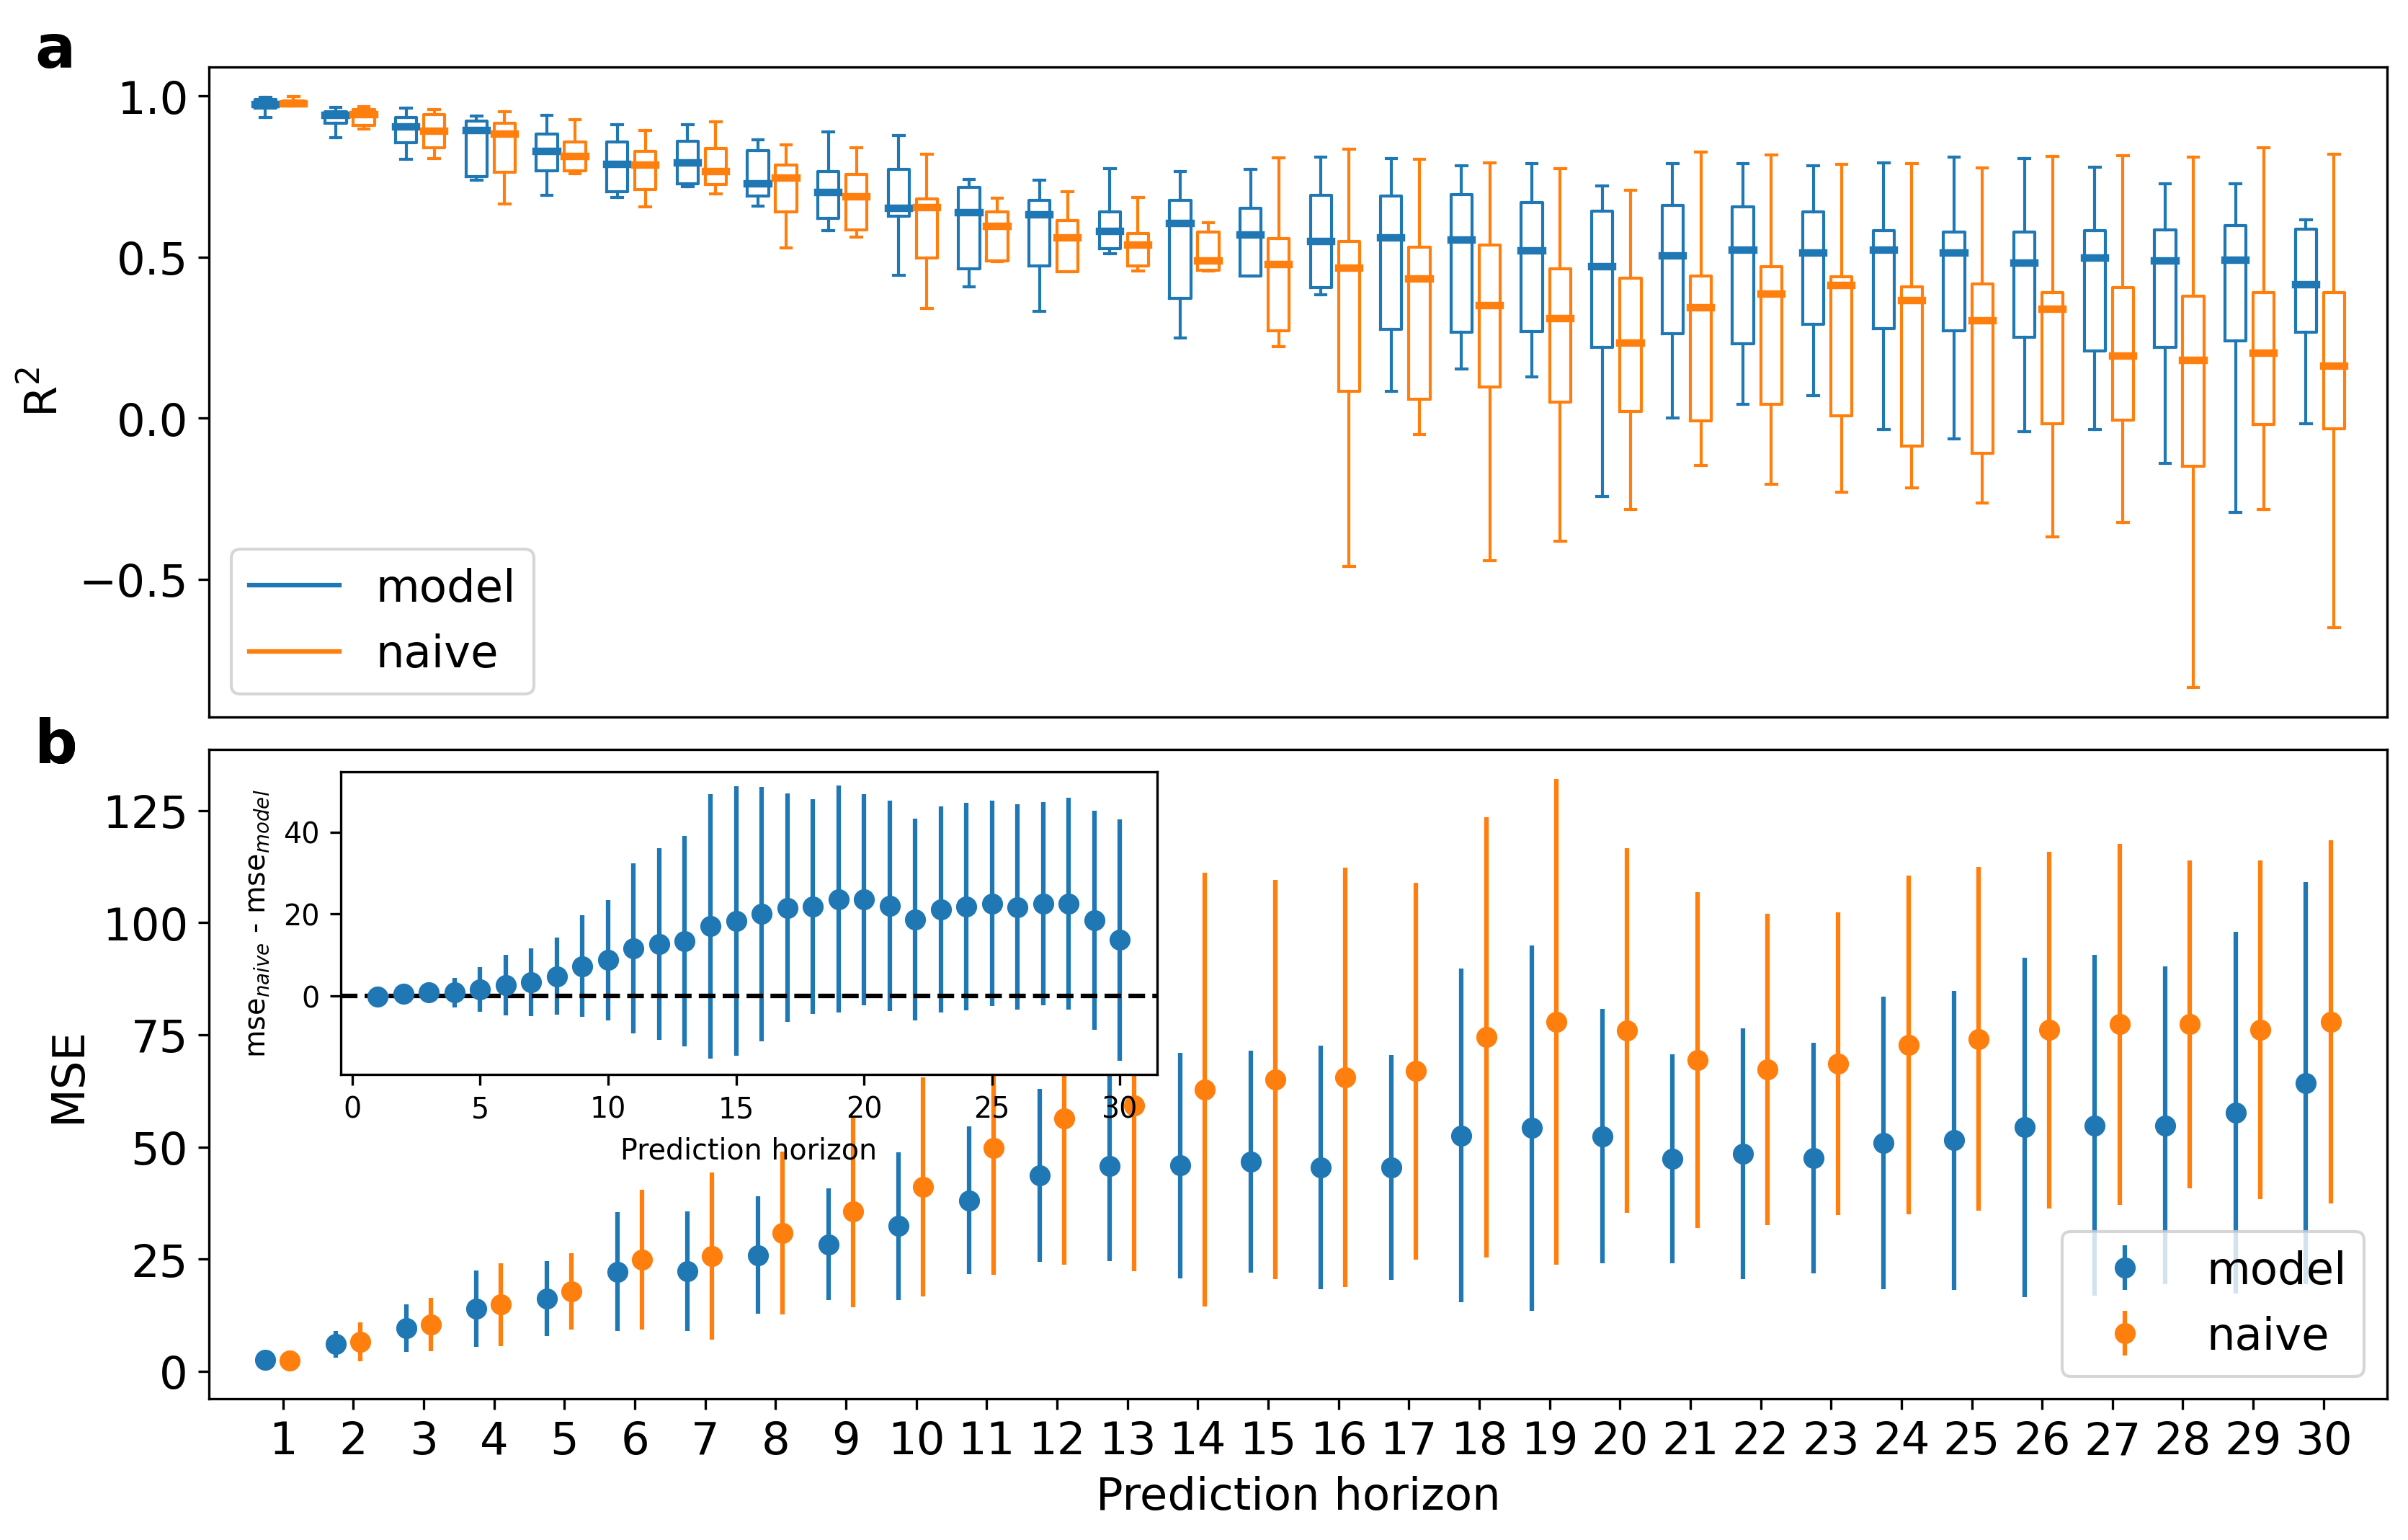 a
1.0
0.5
0.0
−0.5
R²
model
naive
b
125
100
75
50
25
0
MSE
40
20
0
mse_naive - mse_model
0 5 10 15 20 25 30
Prediction horizon
model
naive
1 2 3 4 5 6 7 8 9 10 11 12 13 14 15 16 17 18 19 20 21 22 23 24 25 26 27 28 29 30
Prediction horizon